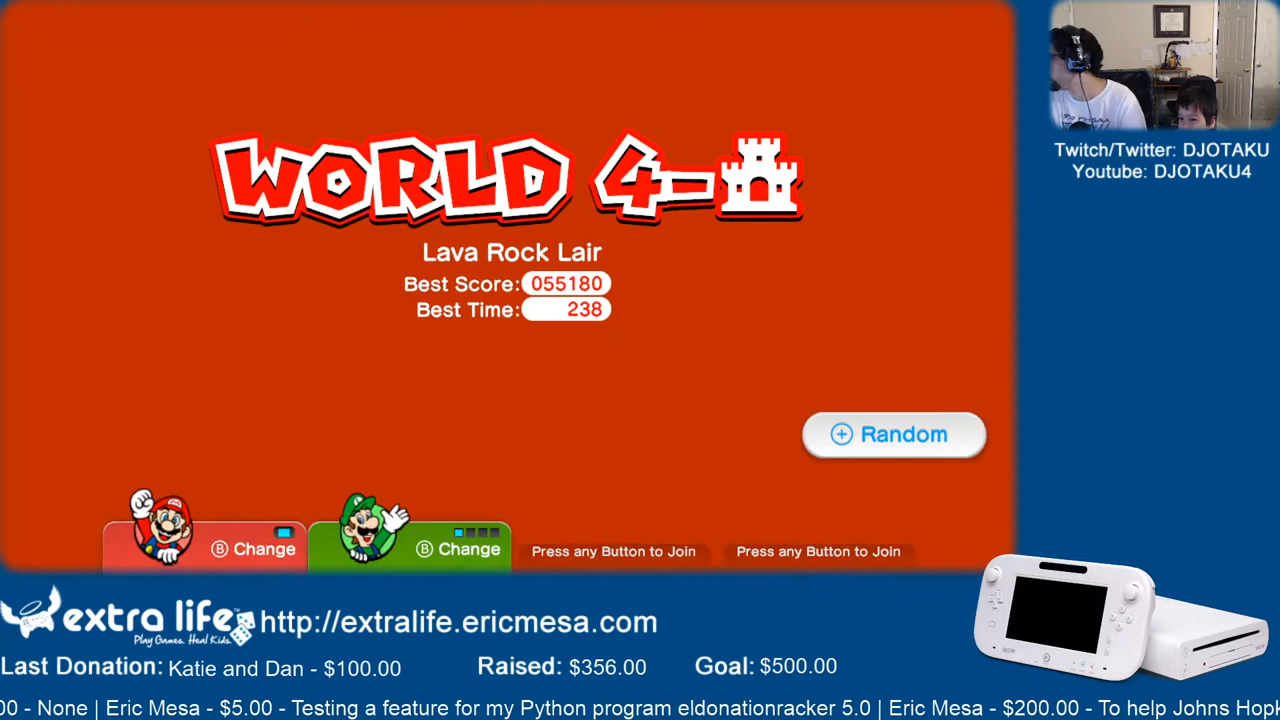 WORLD 4-
Lava Rock Lair
Best Score: 055180
Best Time: 238
Random
B Change
B Change
Press any Button to Join
Press any Button to Join
Twitch/Twitter: DJOTAKU
Youtube: DJOTAKU4
extra life
Play Games. Heal Kids.
http://extralife.ericmesa.com
Last Donation: Katie and Dan - $100.00
Raised: $356.00
Goal: $500.00
00 - None | Eric Mesa - $5.00 - Testing a feature for my Python program eldonationracker 5.0 | Eric Mesa - $200.00 - To help Johns Hopk